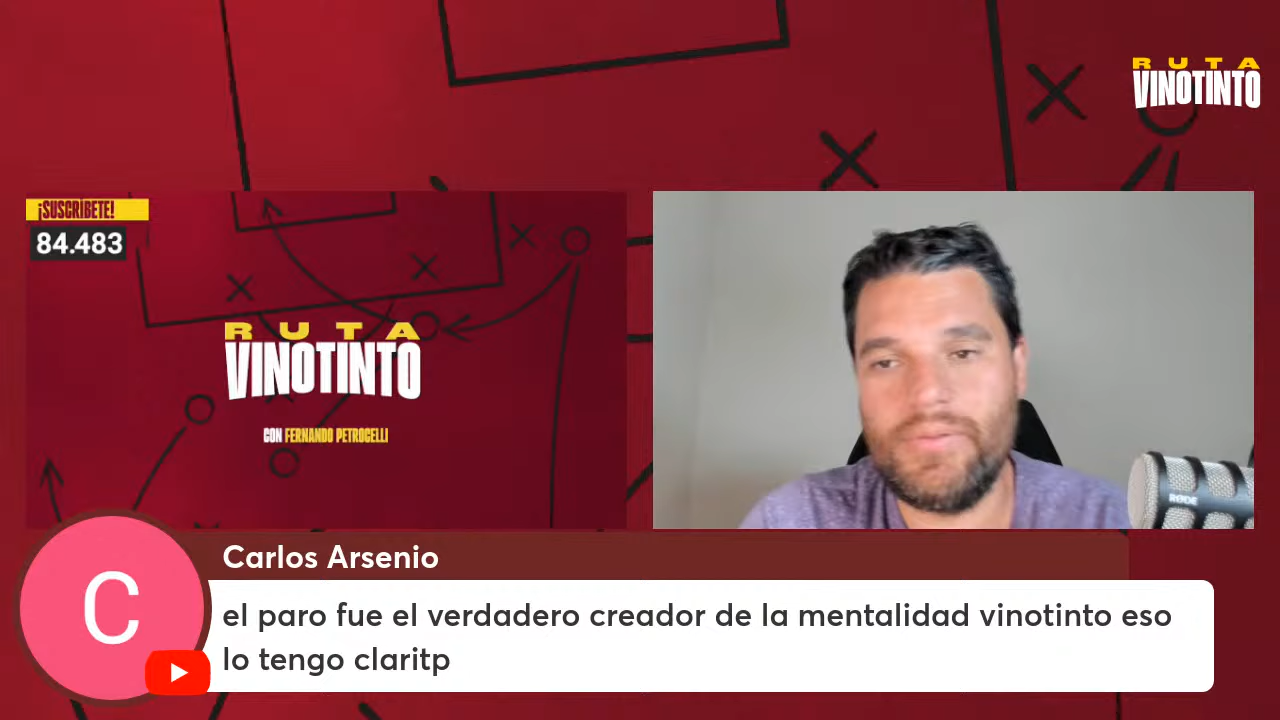 RUTA
VINOTINTO
¡SUSCRÍBETE!
84.483
RUTA
VINOTINTO
CON FERNANDO PETROCELLI
RØDE
C
Carlos Arsenio
el paro fue el verdadero creador de la mentalidad vinotinto eso
lo tengo claritp